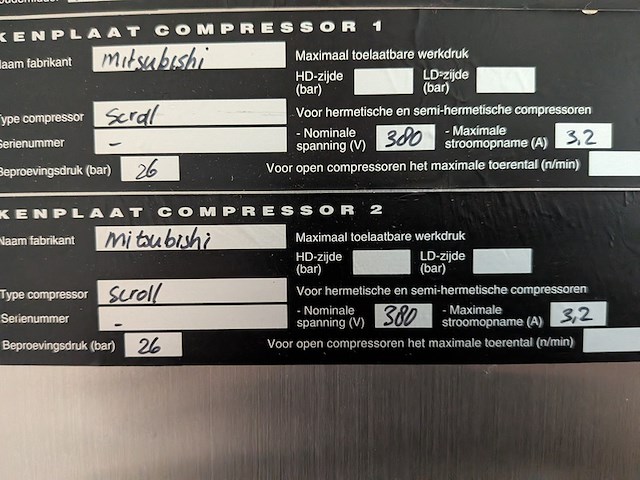 KENPLAAT COMPRESSOR 1
Naam fabrikant Mitsubishi Maximaal toelaatbare werkdruk
HD-zijde (bar) LD-zijde (bar)
Type compressor Scroll Voor hermetische en semi-hermetische compressoren
Serienummer - - Nominale spanning (V) 380 - Maximale stroomopname (A) 3,2
Beproevingsdruk (bar) 26 Voor open compressoren het maximale toerental (n/min)
KENPLAAT COMPRESSOR 2
Naam fabrikant Mitsubishi Maximaal toelaatbare werkdruk
HD-zijde (bar) LD-zijde (bar)
Type compressor Scroll Voor hermetische en semi-hermetische compressoren
Serienummer - - Nominale spanning (V) 380 - Maximale stroomopname (A) 3,2
Beproevingsdruk (bar) 26 Voor open compressoren het maximale toerental (n/min)